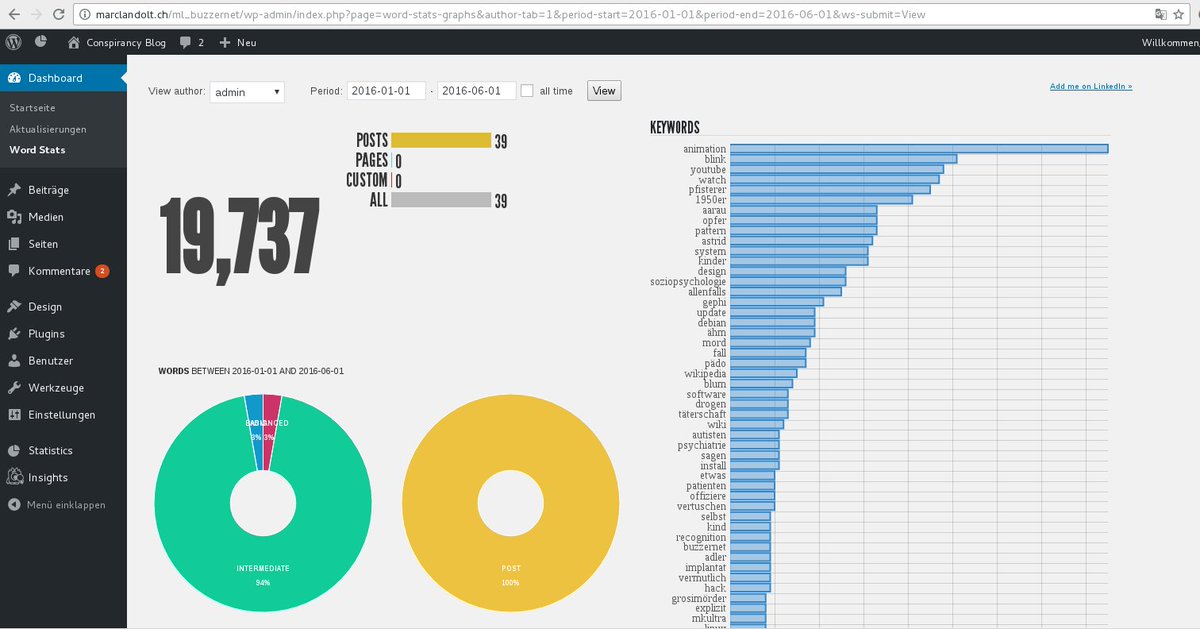 marclandolt.ch/ml_buzzernet/wp-admin/index.php?page=word-stats-graphs&author-tab=1&period-start=2016-01-01&period-end=2016-06-01&ws-submit=View
Conspirancy Blog 2 + Neu Willkommen,
Dashboard
Startseite
Aktualisierungen
Word Stats
Beiträge
Medien
Seiten
Kommentare 2
Design
Plugins
Benutzer
Werkzeuge
Einstellungen
Statistics
Insights
Menü einklappen
View author: admin Period: 2016-01-01 - 2016-06-01 all time View
Add me on LinkedIn »
POSTS 39
PAGES 0
CUSTOM 0
ALL 39
19,737
WORDS BETWEEN 2016-01-01 AND 2016-06-01
3% 3%
INTERMEDIATE
94%
POST
100%
KEYWORDS
animation
blink
youtube
watch
pfisterer
1950er
aarau
opfer
pattern
astrid
system
kinder
design
soziopsychologie
allenfalls
gephi
update
debian
ähm
mord
fall
pädo
wikipedia
blum
software
drogen
täterschaft
wiki
autisten
psychiatrie
sagen
install
etwas
patienten
offiziere
vertuschen
selbst
kind
recognition
buzzernet
adler
implantat
vermutlich
hack
grosimörder
explizit
mkultra